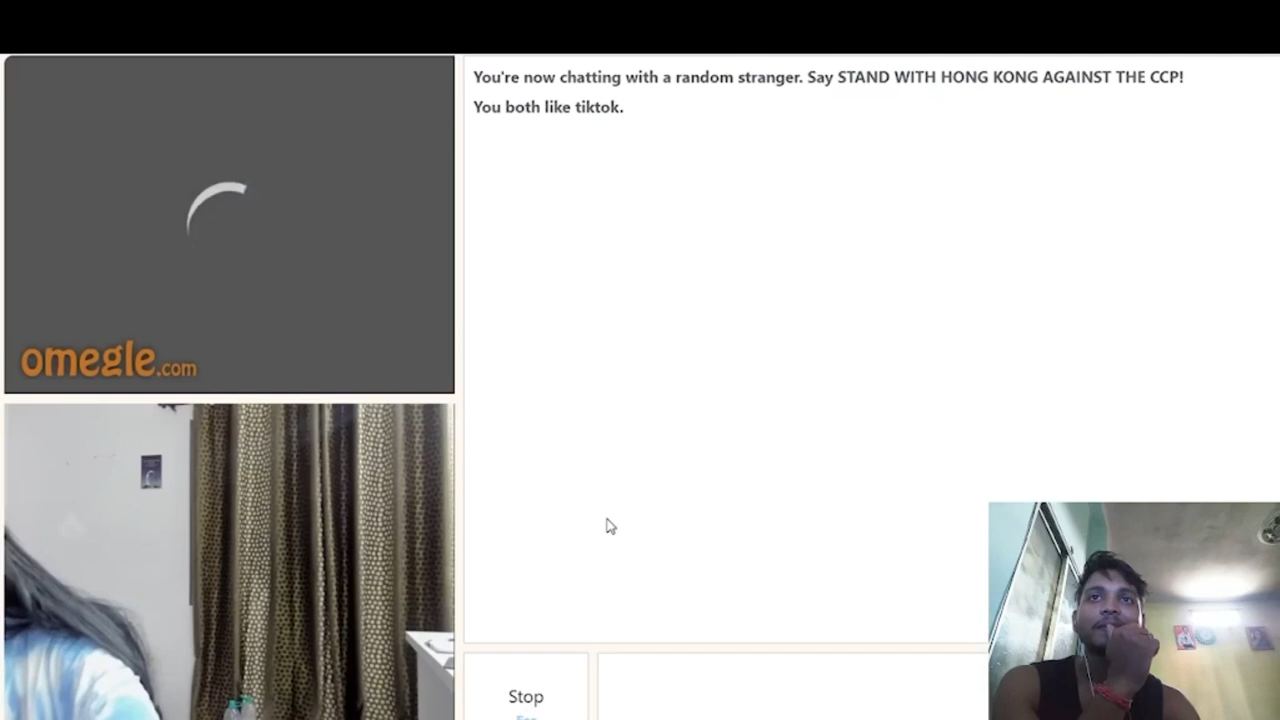 You're now chatting with a random stranger. Say STAND WITH HONG KONG AGAINST THE CCP!
You both like tiktok.
omegle.com
Stop
Esc